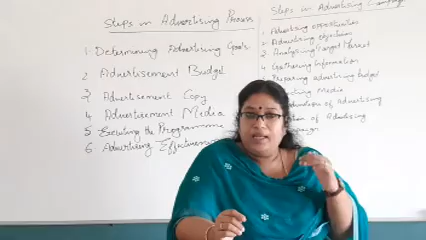 Steps in Advertising Process
1. Determining Advertising Goals
2 Advertisement Budget
3 Advertisement Copy
4 Advertisement Media
5 Executing the Programme
6 Advertising Effectiveness
Steps in Advertising Campaign
1. Advertising opportunities
2. Advertising objectives
3 Analysing Target Market
4 Gathering Information
Preparing advertising budget
Media
of Advertising
of Advertising